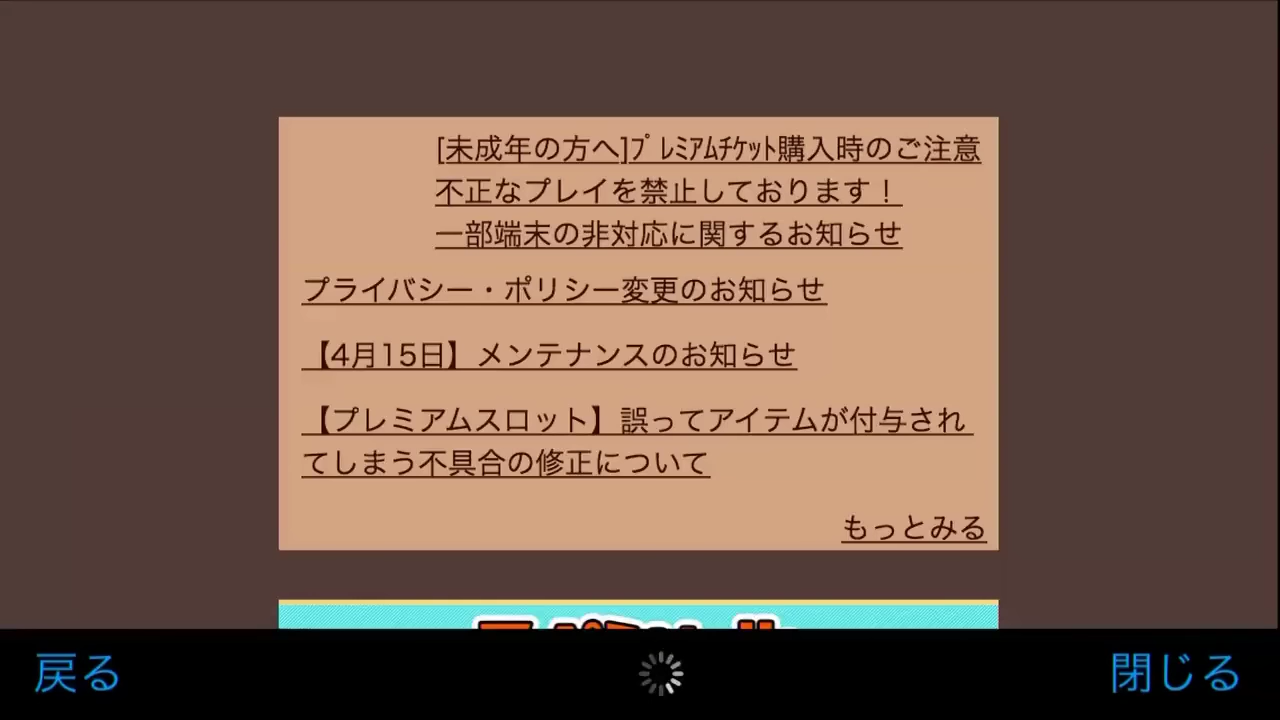 [未成年の方へ]ﾌﾟﾚﾐｱﾑﾁｹｯﾄ購入時のご注意
不正なプレイを禁止しております！
一部端末の非対応に関するお知らせ
プライバシー・ポリシー変更のお知らせ
【4月15日】メンテナンスのお知らせ
【プレミアムスロット】誤ってアイテムが付与され
てしまう不具合の修正について
もっとみる
戻る
閉じる